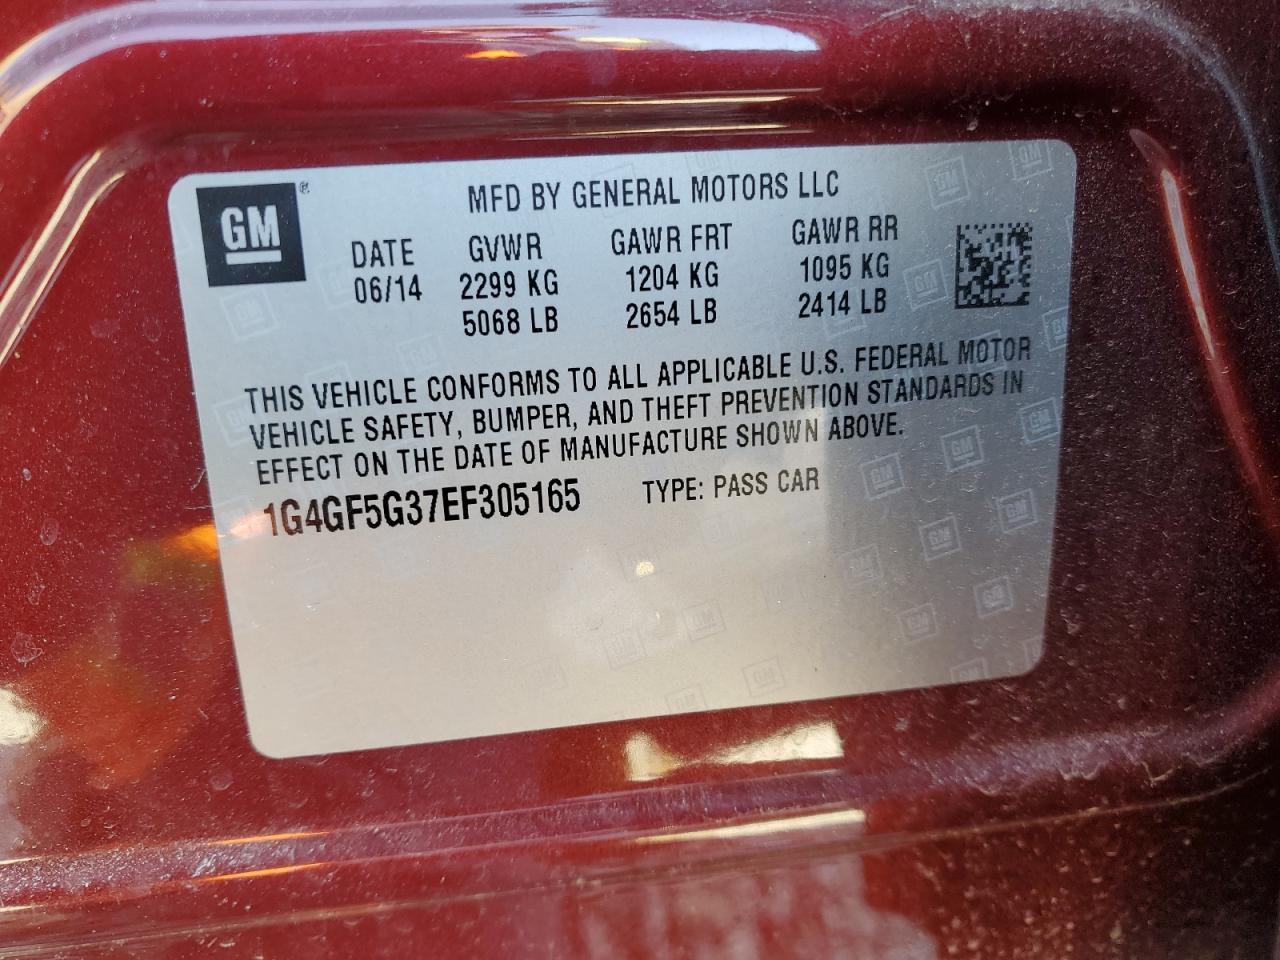 GM®
MFD BY GENERAL MOTORS LLC
DATE GVWR GAWR FRT GAWR RR
06/14 2299 KG 1204 KG 1095 KG
5068 LB 2654 LB 2414 LB
THIS VEHICLE CONFORMS TO ALL APPLICABLE U.S. FEDERAL MOTOR
VEHICLE SAFETY, BUMPER, AND THEFT PREVENTION STANDARDS IN
EFFECT ON THE DATE OF MANUFACTURE SHOWN ABOVE.
1G4GF5G37EF305165 TYPE: PASS CAR